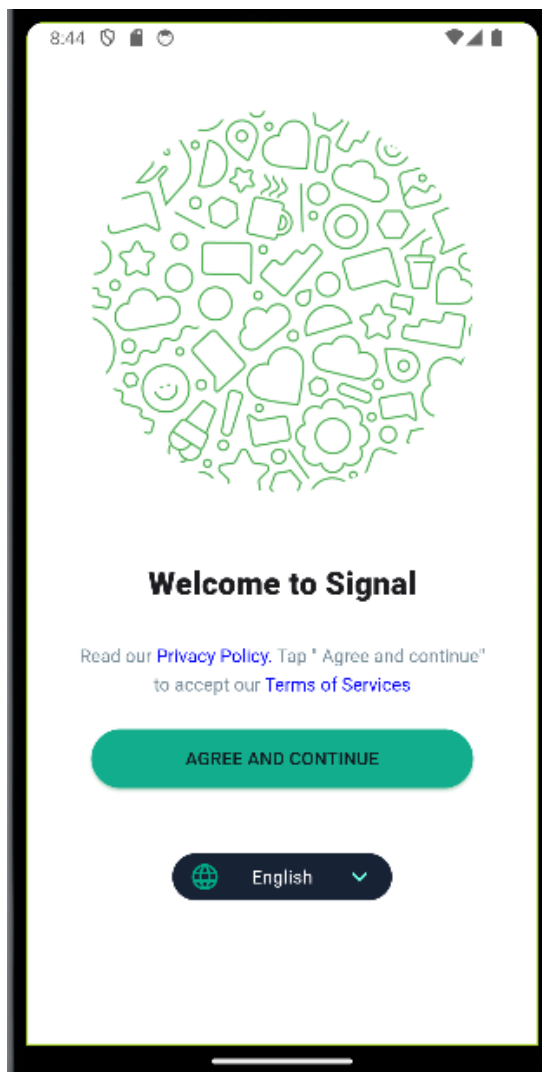 8:44
Welcome to Signal
Read our Privacy Policy. Tap " Agree and continue"
to accept our Terms of Services
AGREE AND CONTINUE
English